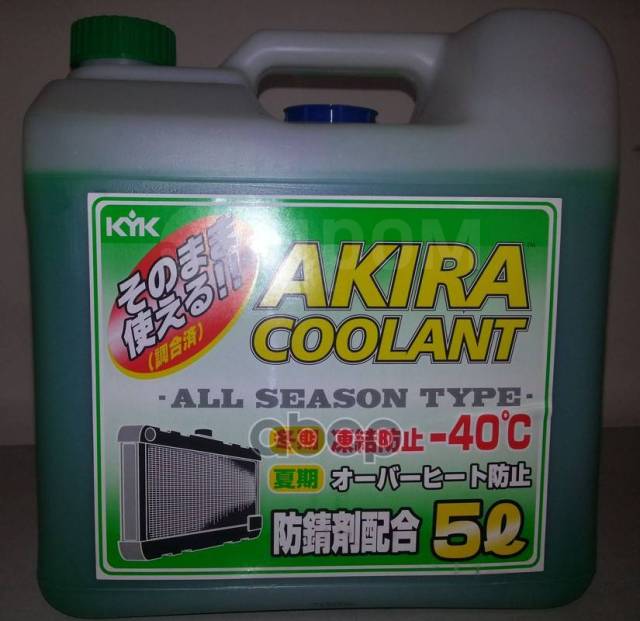 KYK
そのまま
使える!!
(調合済)
AKIRA
COOLANT
™
-ALL SEASON TYPE-
冬期 凍結防止 -40℃
夏期 オーバーヒート防止
防錆剤配合 5ℓ